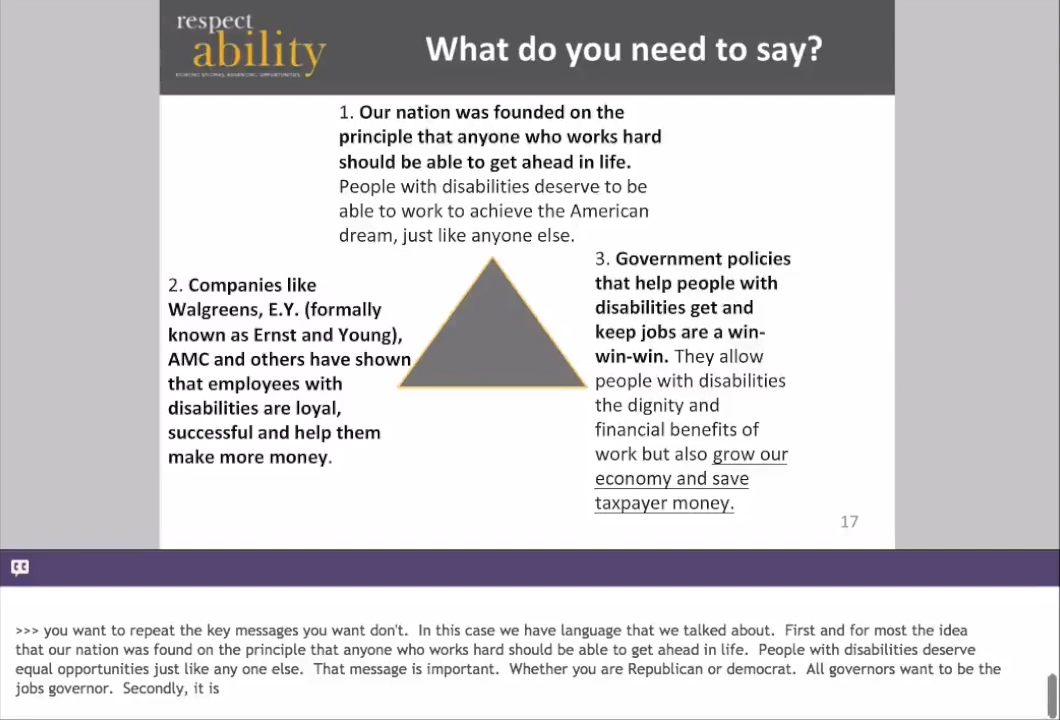 respect
ability
What do you need to say?
1. Our nation was founded on the
principle that anyone who works hard
should be able to get ahead in life.
People with disabilities deserve to be
able to work to achieve the American
dream, just like anyone else.
2. Companies like
Walgreens, E.Y. (formally
known as Ernst and Young),
AMC and others have shown
that employees with
disabilities are loyal,
successful and help them
make more money.
3. Government policies
that help people with
disabilities get and
keep jobs are a win-
win-win. They allow
people with disabilities
the dignity and
financial benefits of
work but also grow our
economy and save
taxpayer money.
17
>>> you want to repeat the key messages you want don't. In this case we have language that we talked about. First and for most the idea
that our nation was found on the principle that anyone who works hard should be able to get ahead in life. People with disabilities deserve
equal opportunities just like any one else. That message is important. Whether you are Republican or democrat. All governors want to be the
jobs governor. Secondly, it is